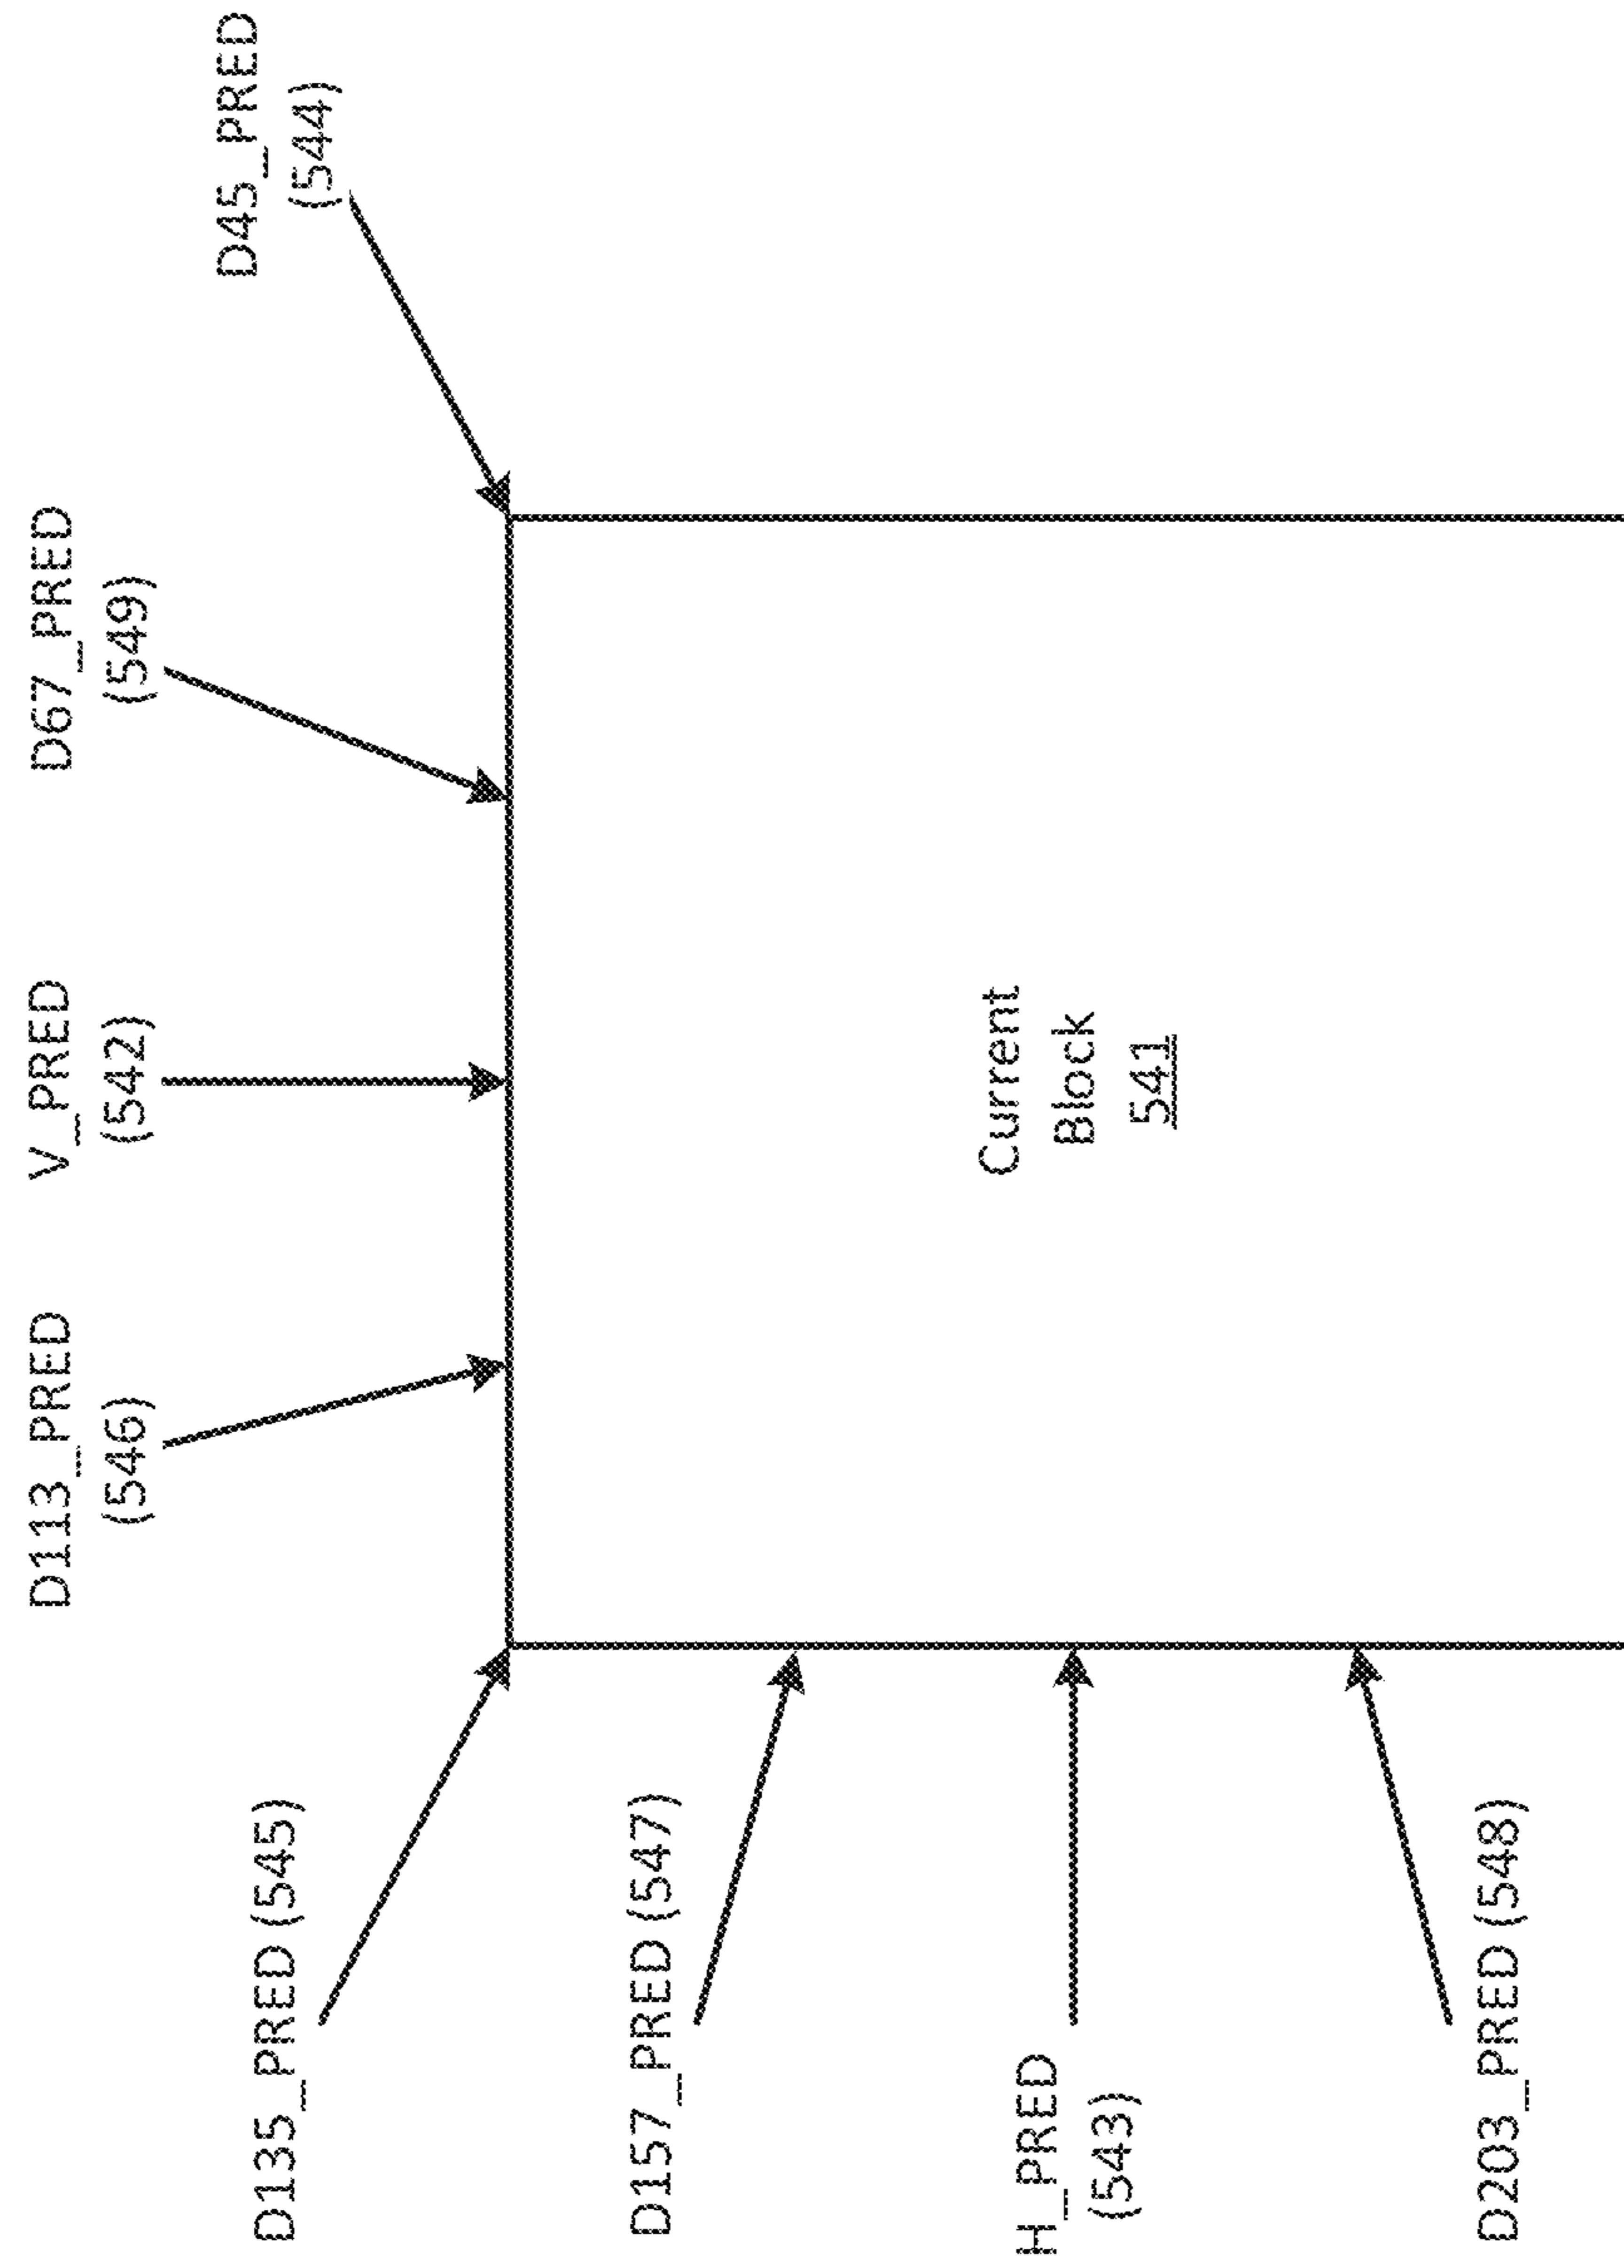 D113_PRED
(546)
V_PRED
(542)
D67_PRED
(549)
D45_PRED
(544)
D135_PRED (545)
D157_PRED (547)
H_PRED
(543)
D203_PRED (548)
Current
Block
541